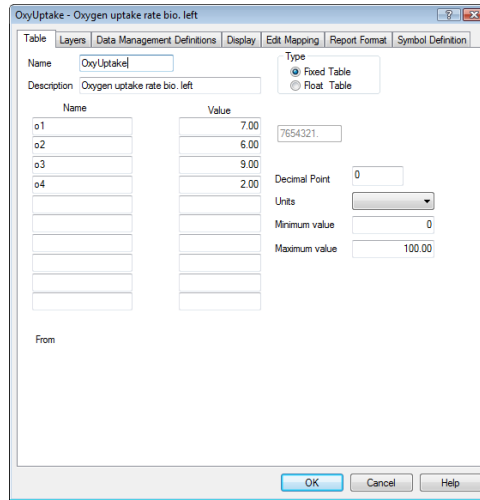 OxyUptake - Oxygen uptake rate bio. left
Table Layers Data Management Definitions Display Edit Mapping Report Format Symbol Definition
Name OxyUptake
Type
Fixed Table
Float Table
Description Oxygen uptake rate bio. left
Name Value
o1 7.00
7654321.
o2 6.00
o3 9.00
o4 2.00
Decimal Point 0
Units
Minimum value 0
Maximum value 100.00
From
OK Cancel Help